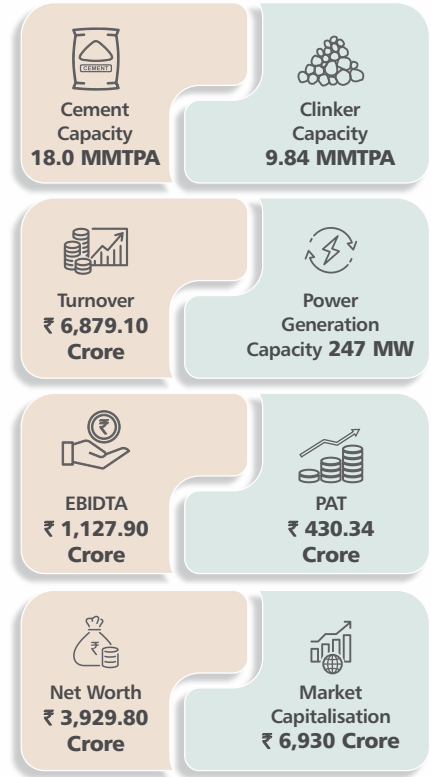 CEMENT
Cement
Capacity
18.0 MMTPA
Clinker
Capacity
9.84 MMTPA
Turnover
₹ 6,879.10
Crore
Power
Generation
Capacity 247 MW
₹
EBIDTA
₹ 1,127.90
Crore
PAT
₹ 430.34
Crore
₹
Net Worth
₹ 3,929.80
Crore
Market
Capitalisation
₹ 6,930 Crore